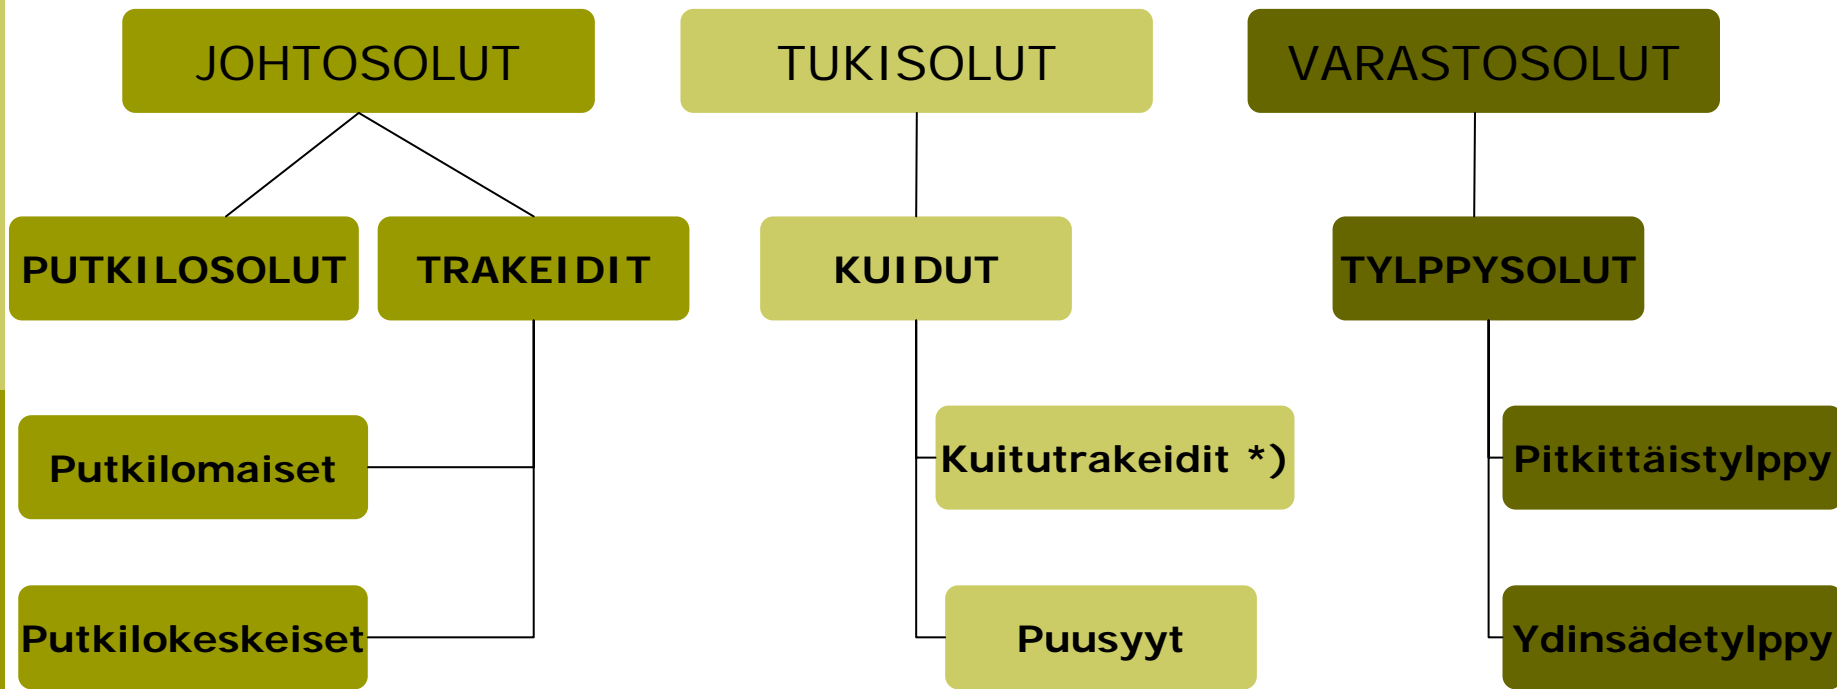 JOHTOSOLUT
TUKISOLUT
VARASTOSOLUT
PUTKILOSOLUT
TRAKEIDIT
KUIDUT
TYLPPYSOLUT
Putkilomaiset
Kuitutrakeidit *)
Pitkittäistylppy
Putkilokeskeiset
Puusyyt
Ydinsädetylppy